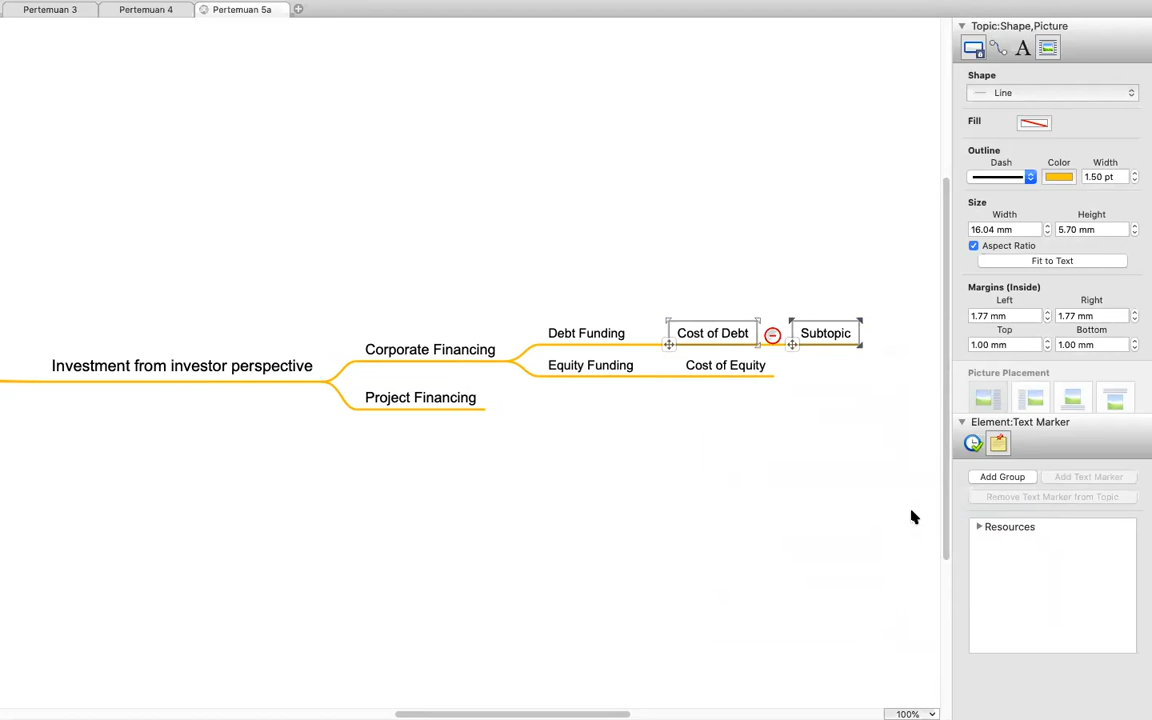 Pertemuan 3
Pertemuan 4
Pertemuan 5a
Topic:Shape,Picture
A
Shape
Line
Fill
Outline
Dash Color Width
1.50 pt
Size
Width Height
16.04 mm 5.70 mm
Aspect Ratio
Fit to Text
Margins (Inside)
Left Right
1.77 mm 1.77 mm
Top Bottom
1.00 mm 1.00 mm
Picture Placement
Element:Text Marker
Add Group Add Text Marker
Remove Text Marker from Topic
Resources
Investment from investor perspective
Corporate Financing
Debt Funding
Cost of Debt
Subtopic
Equity Funding
Cost of Equity
Project Financing
100%